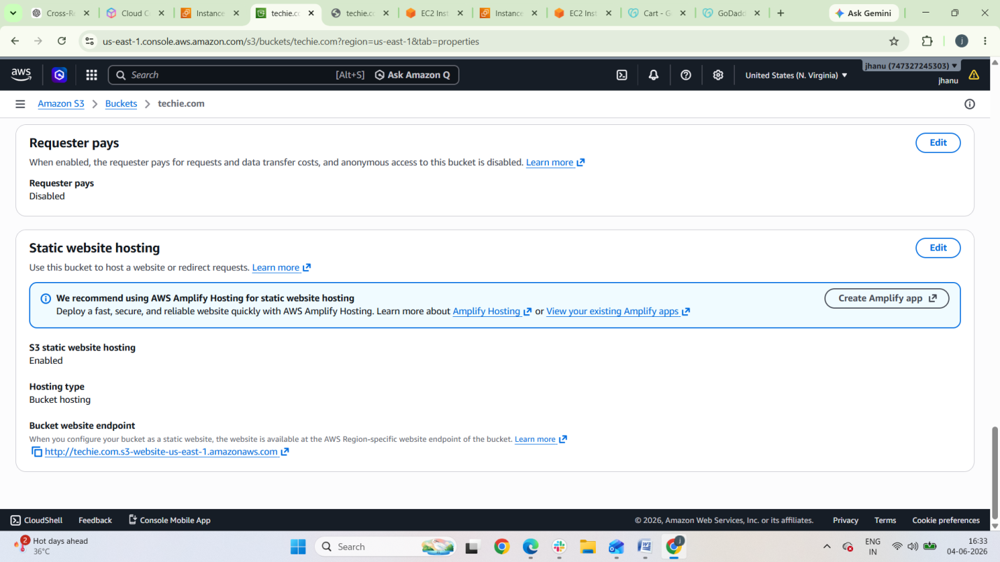 Cross-Re
Cloud C
Instance
techie.co
techie.co
EC2 Inst
Instance
EC2 Inst
Cart - G
GoDadd
Ask Gemini
us-east-1.console.aws.amazon.com/s3/buckets/techie.com?region=us-east-1&tab=properties
j
aws
Search
[Alt+S]
Ask Amazon Q
United States (N. Virginia)
jhanu (747327245303)
jhanu
Amazon S3
Buckets
techie.com
Requester pays
Edit
When enabled, the requester pays for requests and data transfer costs, and anonymous access to this bucket is disabled. Learn more
Requester pays
Disabled
Static website hosting
Edit
Use this bucket to host a website or redirect requests. Learn more
We recommend using AWS Amplify Hosting for static website hosting
Create Amplify app
Deploy a fast, secure, and reliable website quickly with AWS Amplify Hosting. Learn more about Amplify Hosting or View your existing Amplify apps
S3 static website hosting
Enabled
Hosting type
Bucket hosting
Bucket website endpoint
When you configure your bucket as a static website, the website is available at the AWS Region-specific website endpoint of the bucket. Learn more
http://techie.com.s3-website-us-east-1.amazonaws.com
CloudShell
Feedback
Console Mobile App
© 2026, Amazon Web Services, Inc. or its affiliates.
Privacy
Terms
Cookie preferences
2
Hot days ahead
36°C
Search
j
ENG
IN
16:33
04-06-2026